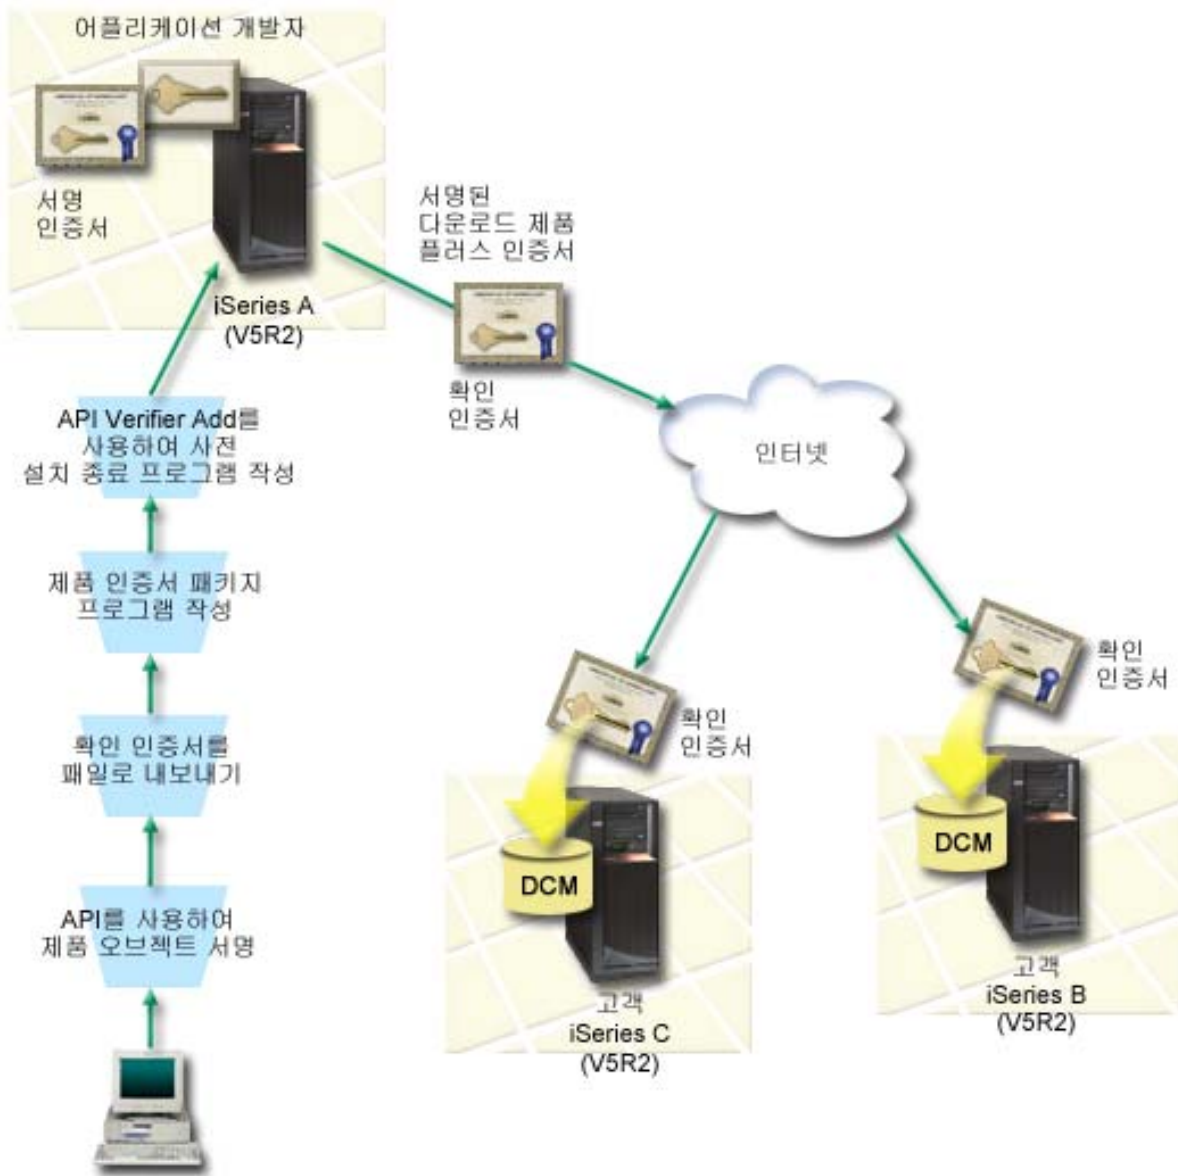 어플리케이션 개발자
서명
인증서
iSeries A
(V5R2)
서명된
다운로드 제품
플러스 인증서
확인
인증서
인터넷
API Verifier Add를
사용하여 사전
설치 종료 프로그램 작성
제품 인증서 패키지
프로그램 작성
확인 인증서를
파일로 내보내기
API를 사용하여
제품 오브젝트 서명
확인
인증서
DCM
고객
iSeries C
(V5R2)
확인
인증서
DCM
고객
iSeries B
(V5R2)